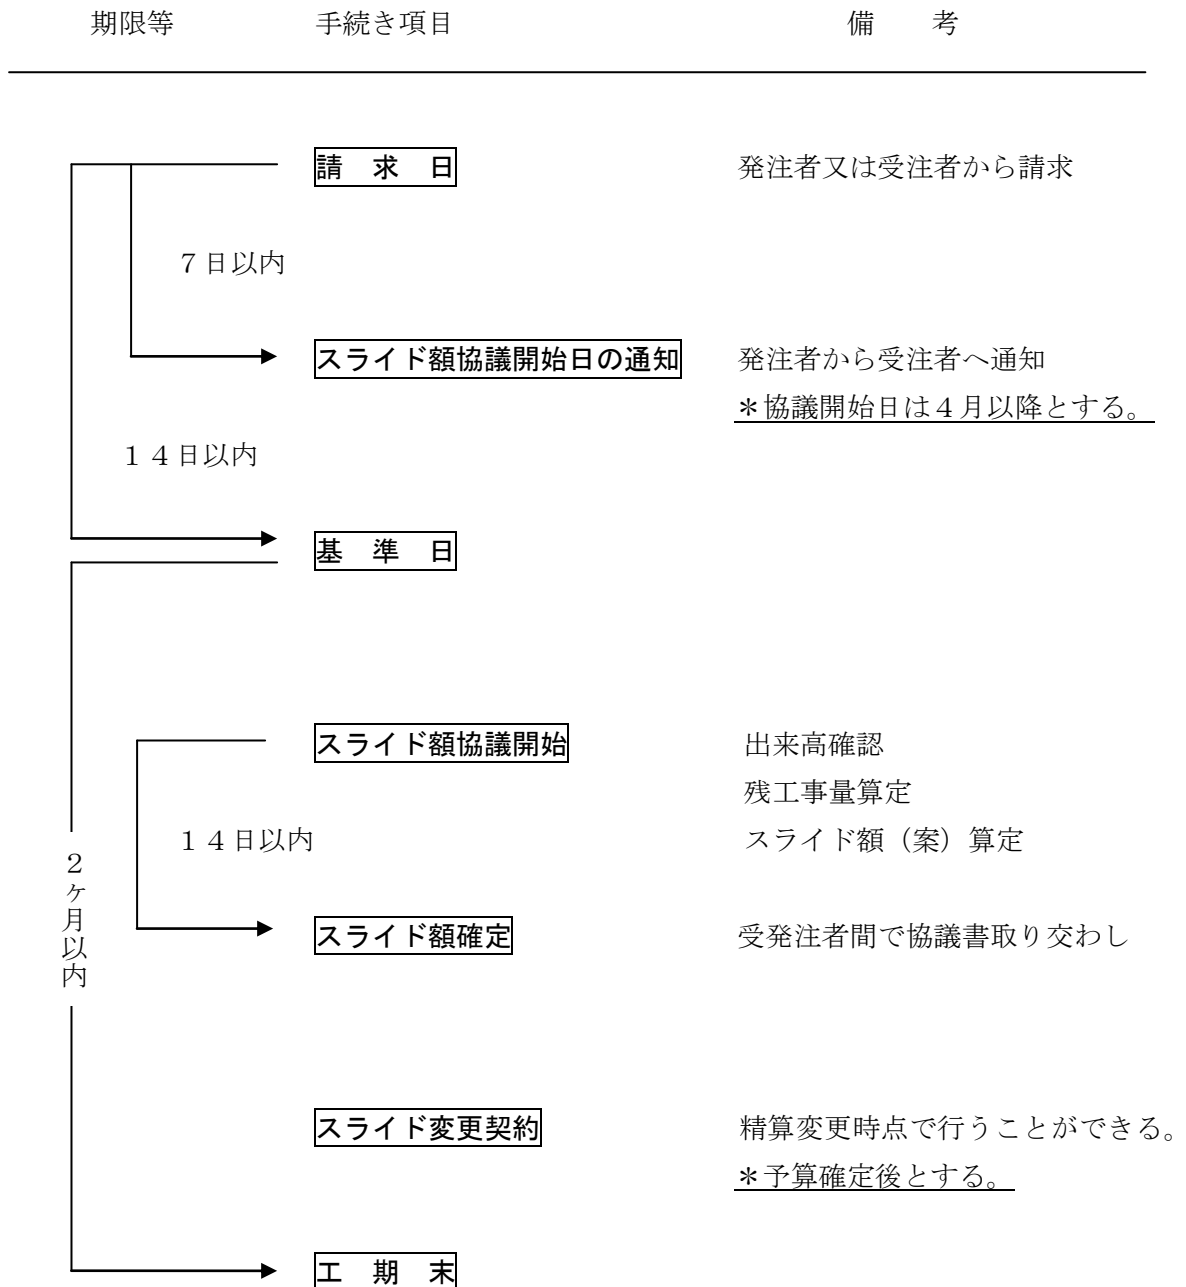 期限等　手続き項目　備　考
請　求　日　発注者又は受注者から請求
７日以内
スライド額協議開始日の通知　発注者から受注者へ通知
＊協議開始日は４月以降とする。
１４日以内
基　準　日
スライド額協議開始　出来高確認
残工事量算定
１４日以内　スライド額（案）算定
２ヶ月以内
スライド額確定　受発注者間で協議書取り交わし
スライド変更契約　精算変更時点で行うことができる。
＊予算確定後とする。
工　期　末